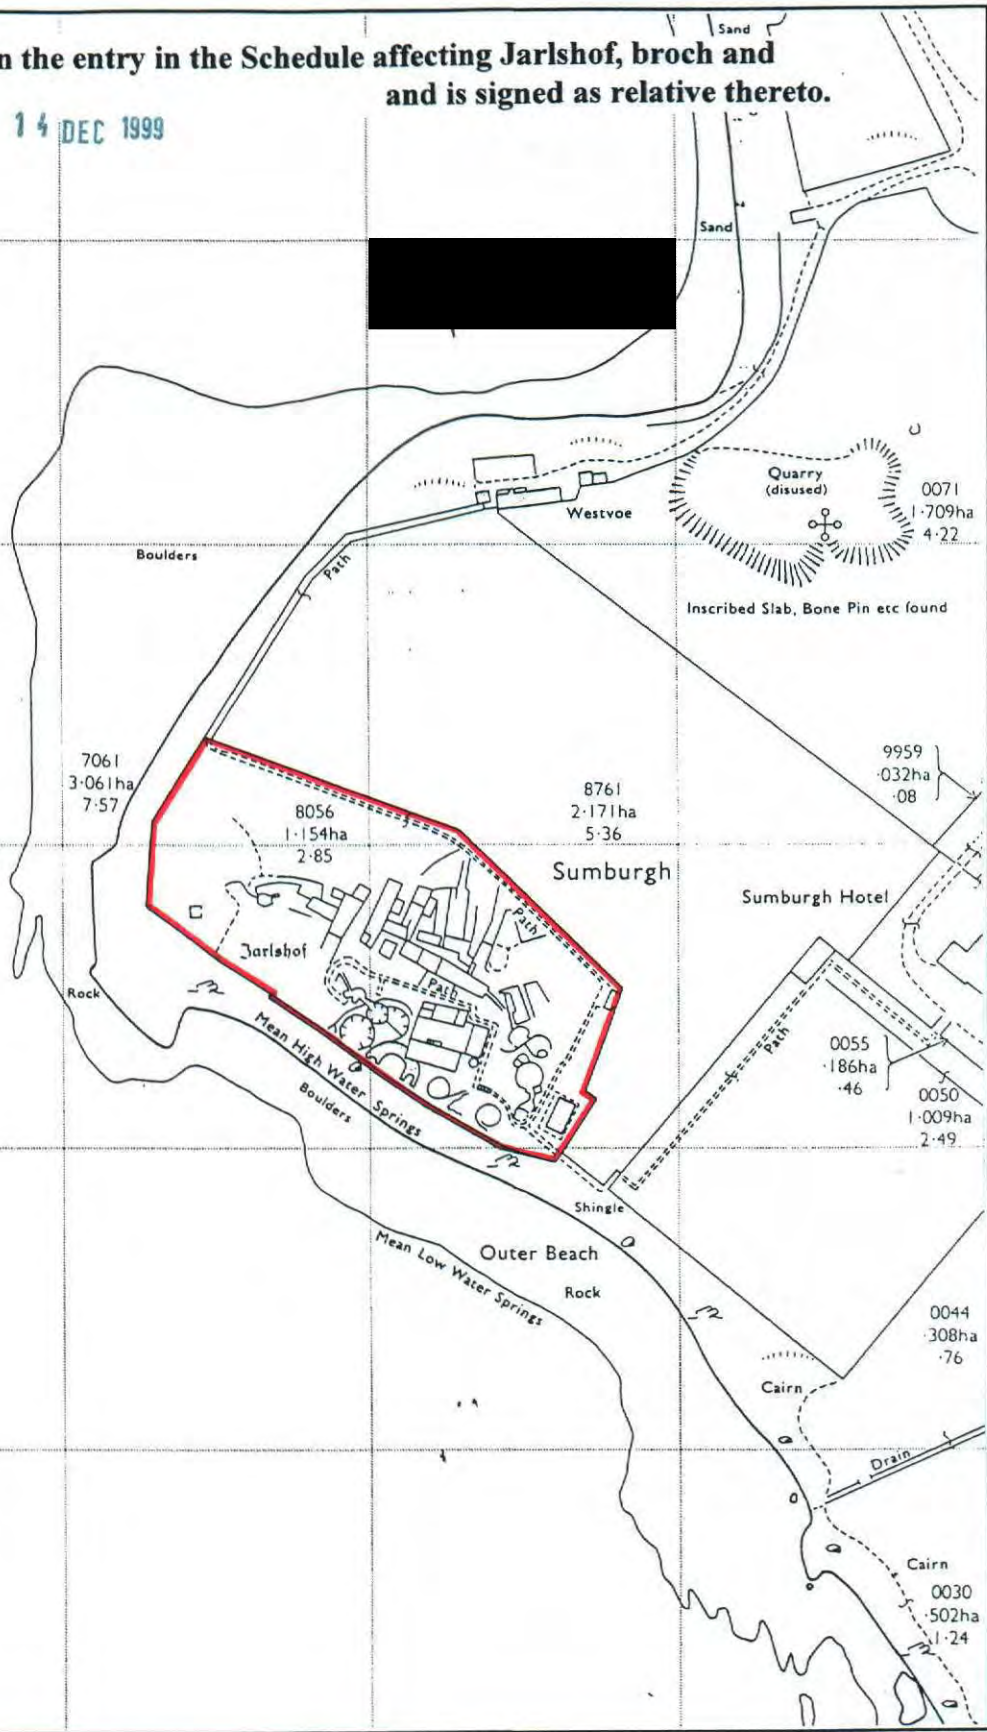 Sand
n the entry in the Schedule affecting Jarlshof, broch and
and is signed as relative thereto.
14 DEC 1999
Sand
Quarry
(disused)
0071
1·709ha
4·22
Westvoe
Boulders
Path
Inscribed Slab, Bone Pin etc found
7061
3·061ha
7·57
9959
·032ha
·08
8761
2·171ha
5·36
8056
1·154ha
2·85
Sumburgh
Sumburgh Hotel
Path
Jarlshof
Path
Rock
Mean High Water Springs
Boulders
Path
0055
·186ha
·46
0050
1·009ha
2·49
Shingle
Outer Beach
Mean Low Water Springs
Rock
0044
·308ha
·76
Cairn
Drain
Cairn
0030
·502ha
1·24